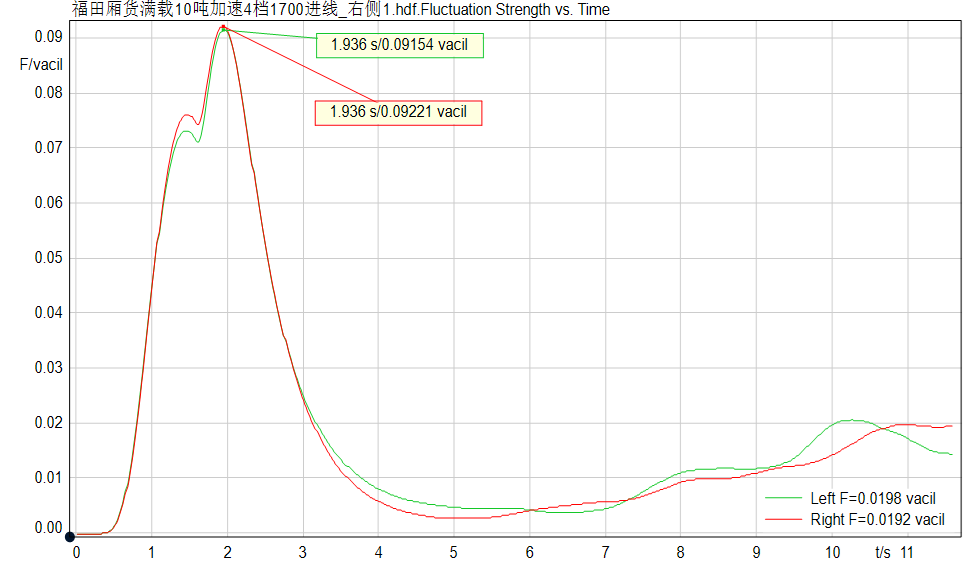 福田厢货满载10吨加速4档1700进线_右侧1.hdf.Fluctuation Strength vs. Time
0.09
1.936 s/0.09154 vacil
F/vacil
0.08
1.936 s/0.09221 vacil
0.07
0.06
0.05
0.04
0.03
0.02
0.01
Left F=0.0198 vacil
Right F=0.0192 vacil
0.00
0 1 2 3 4 5 6 7 8 9 10 t/s 11